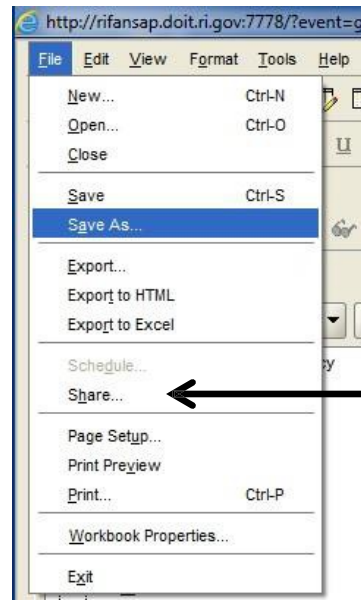 http://rifansap.doit.ri.gov:7778/?event=g
File Edit View Format Tools Help
New... Ctrl-N
Open... Ctrl-O
Close
U
Save Ctrl-S
Save As...
Export...
Export to HTML
Export to Excel
Schedule...
cy
Share...
Page Setup...
Print Preview
Print... Ctrl-P
Workbook Properties...
Exit